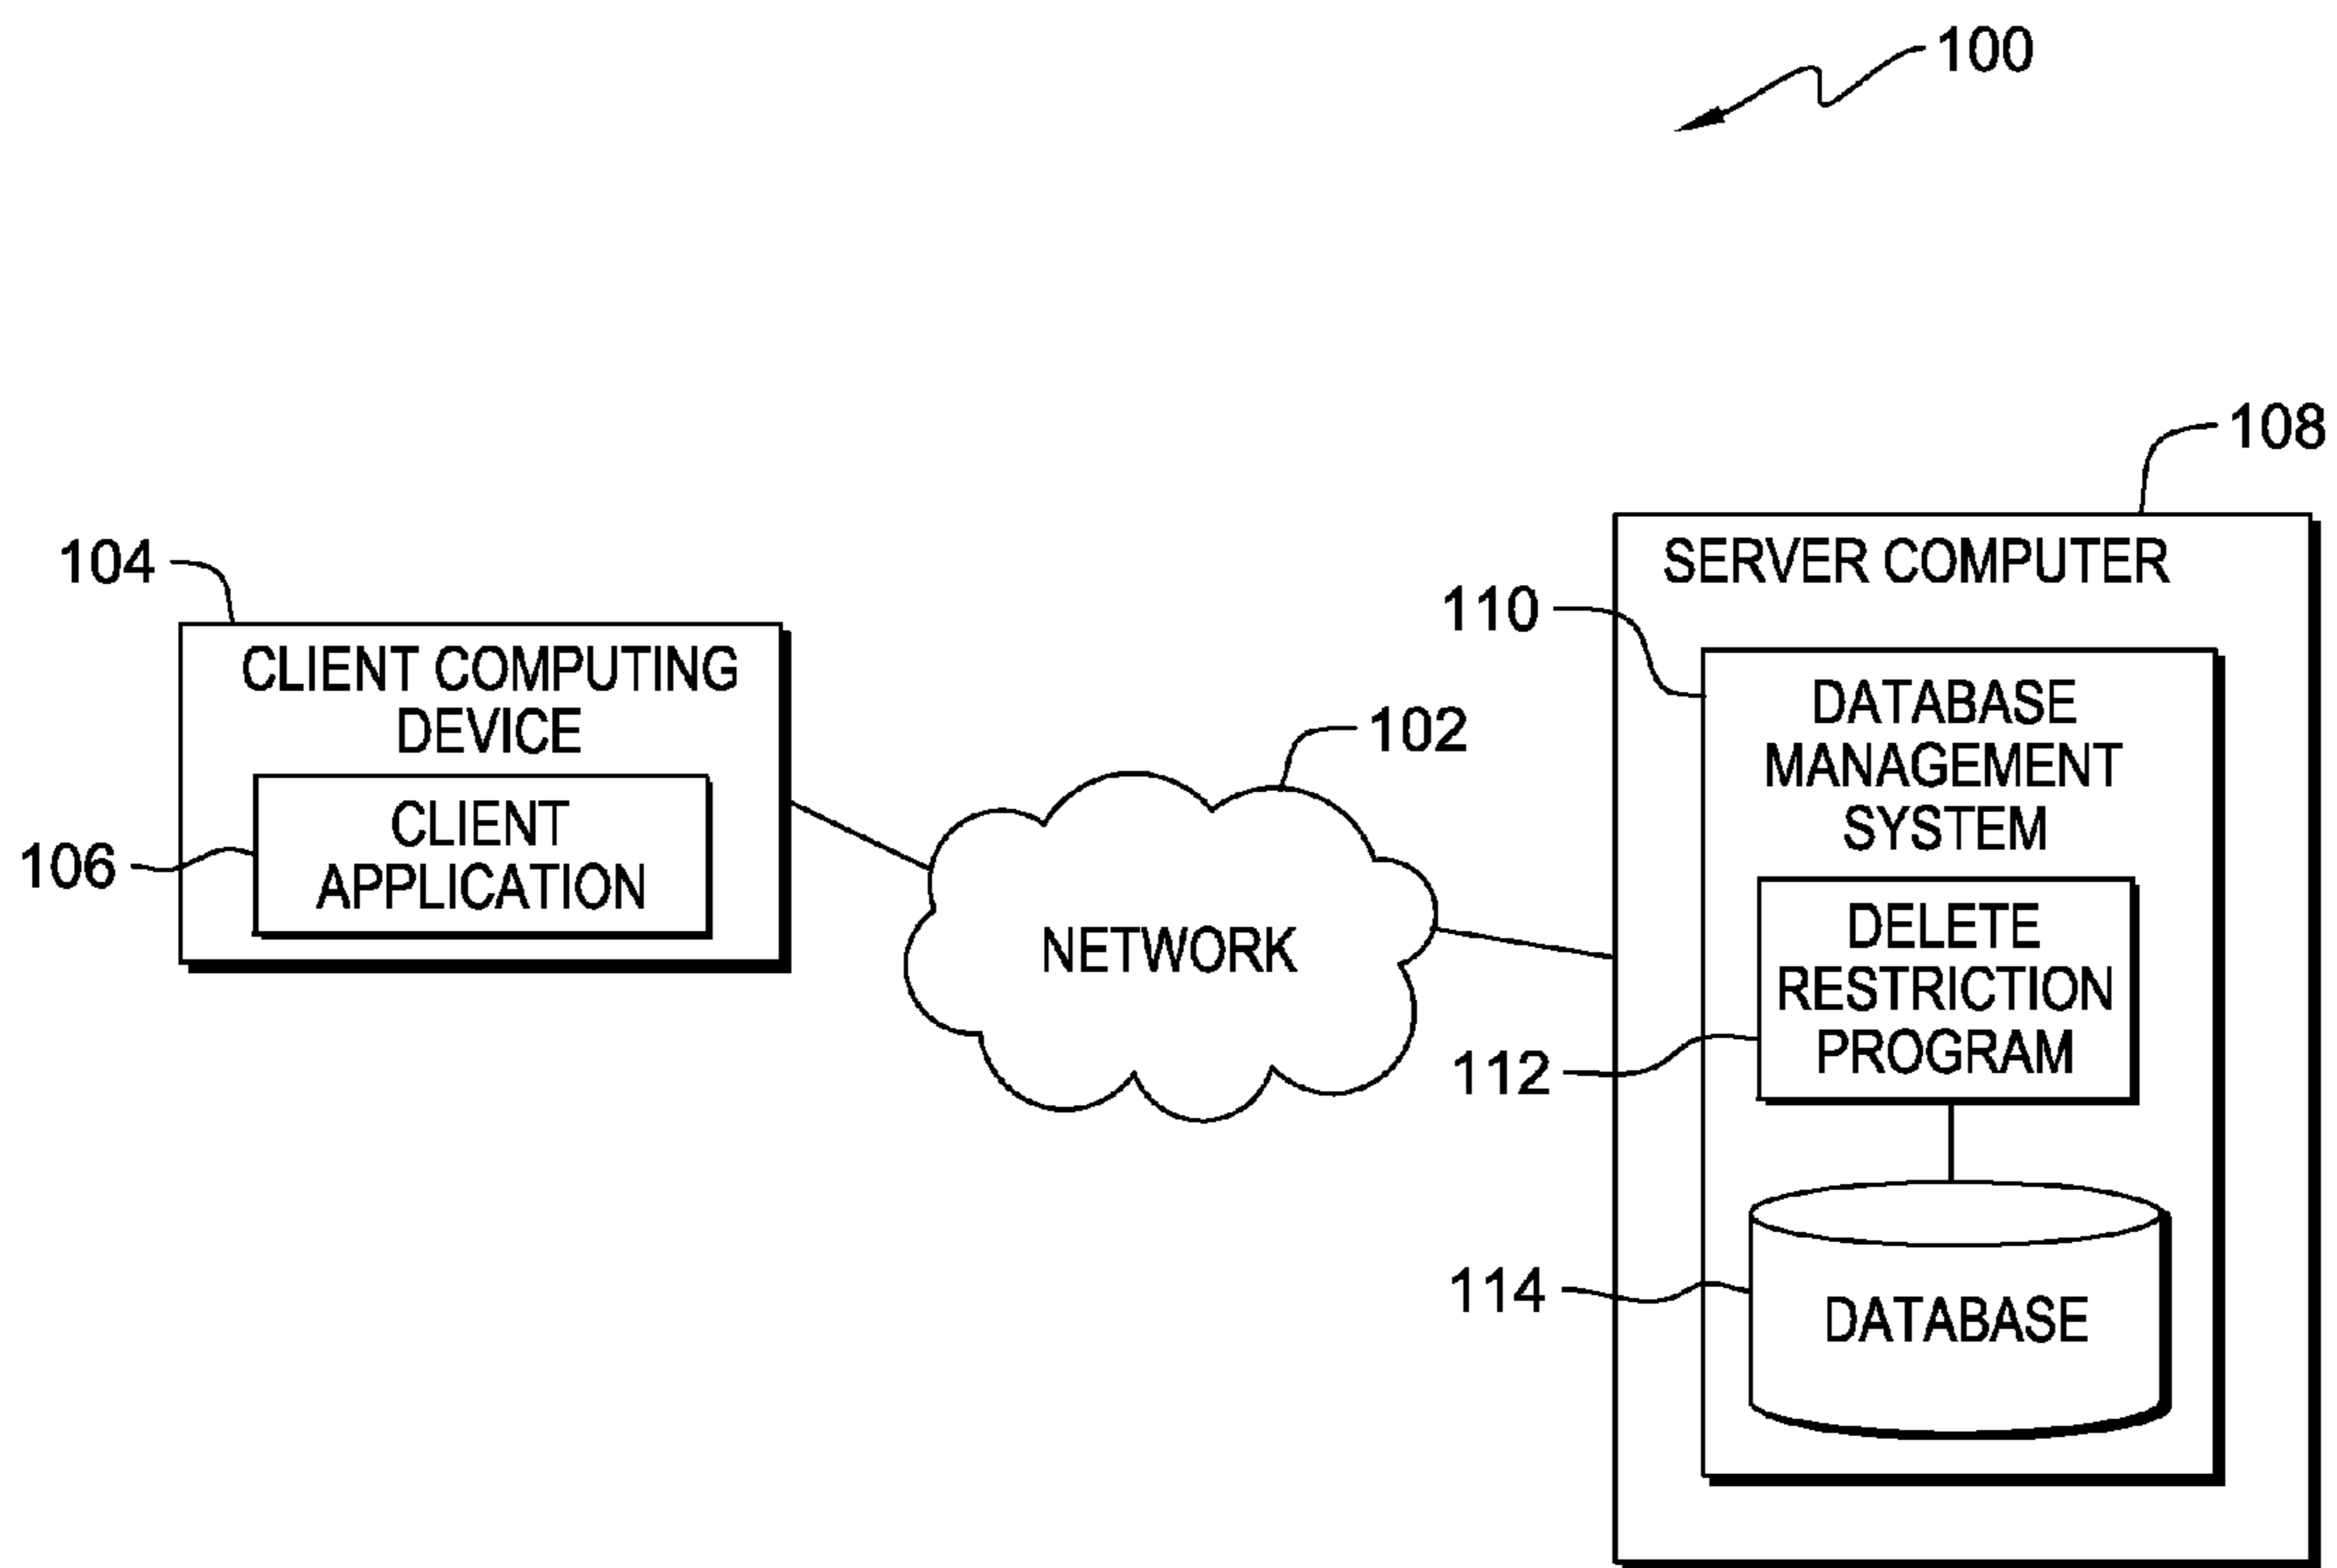 100
108
SERVER COMPUTER
104
110
CLIENT COMPUTING
DEVICE
DATABASE
MANAGEMENT
SYSTEM
102
CLIENT
APPLICATION
106
NETWORK
DELETE
RESTRICTION
PROGRAM
112
114
DATABASE